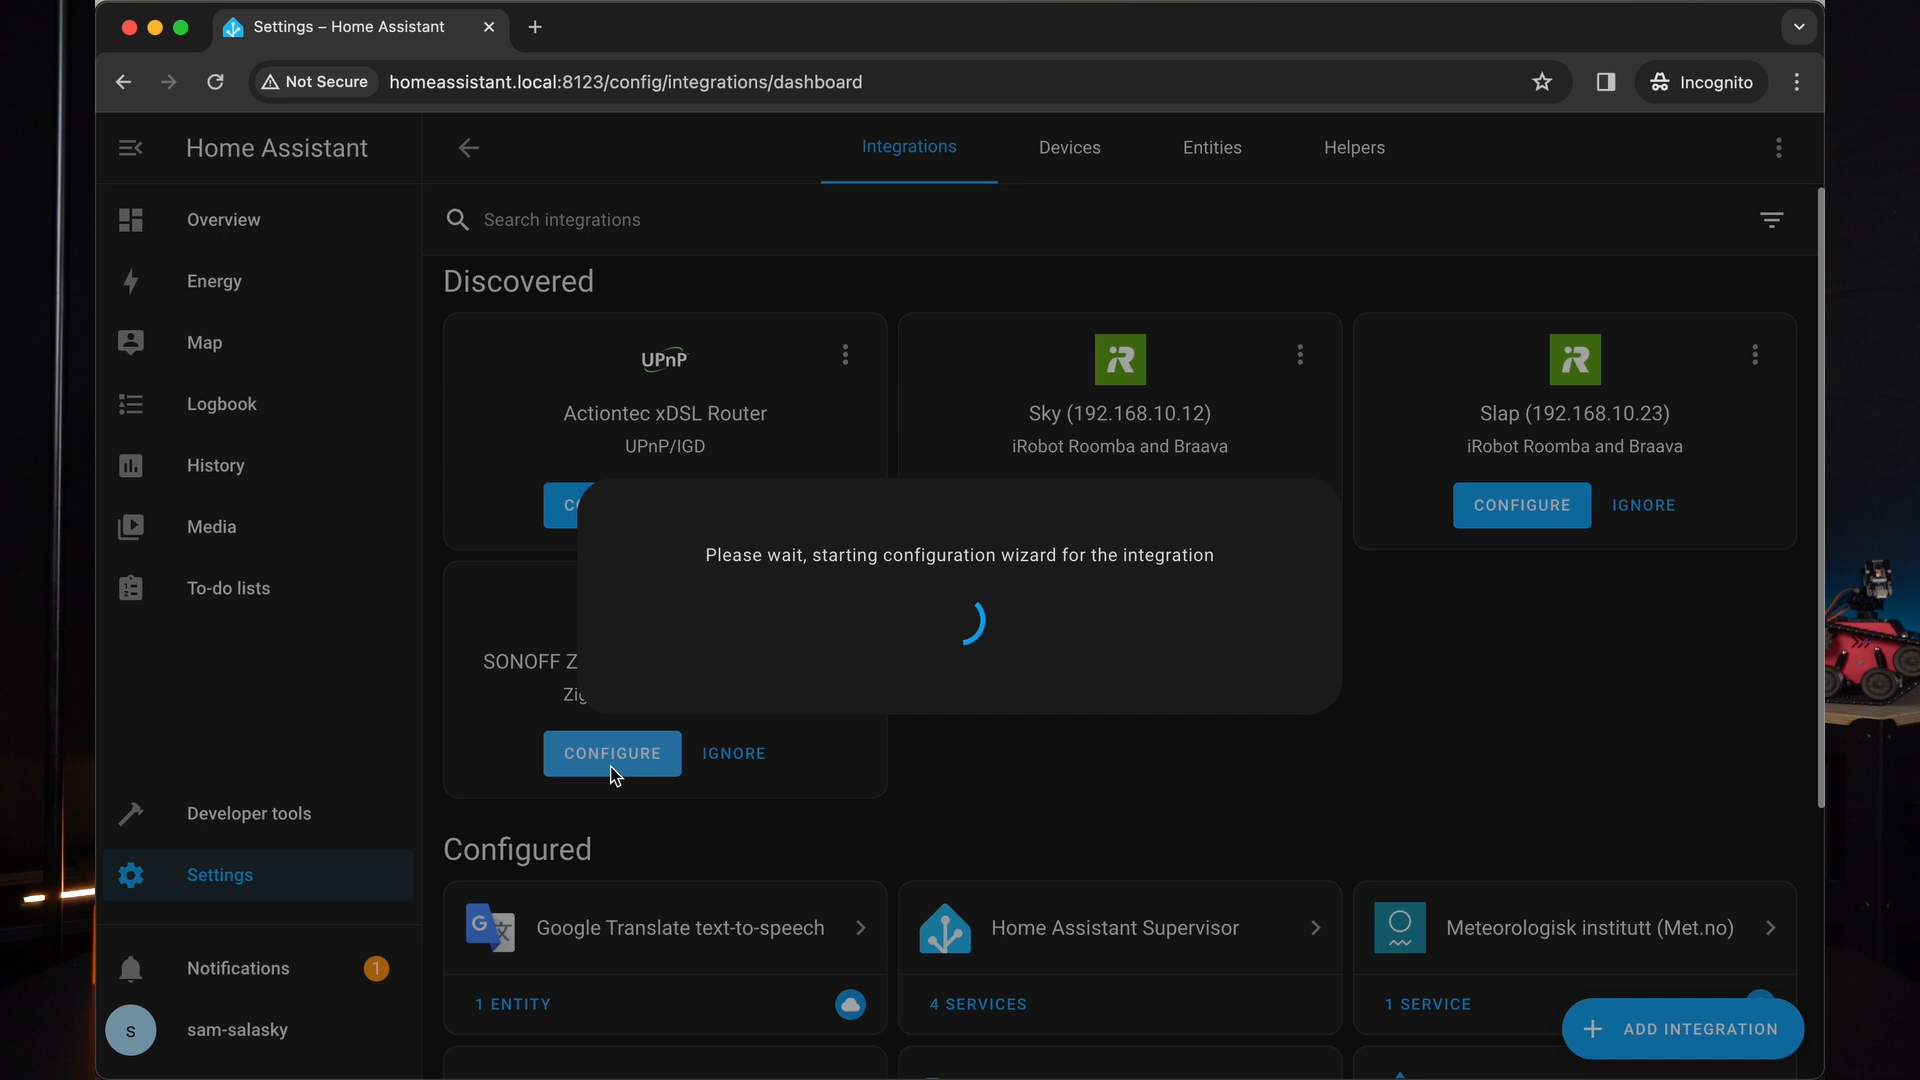 Settings – Home Assistant
Not Secure
homeassistant.local:8123/config/integrations/dashboard
Incognito
Home Assistant
Integrations
Devices
Entities
Helpers
Overview
Energy
Map
Logbook
History
Media
To-do lists
Developer tools
Settings
Notifications
1
s
sam-salasky
Search integrations
Discovered
UPnP
Actiontec xDSL Router
UPnP/IGD
iR
Sky (192.168.10.12)
iRobot Roomba and Braava
iR
Slap (192.168.10.23)
iRobot Roomba and Braava
CONFIGURE
IGNORE
Please wait, starting configuration wizard for the integration
SONOFF Z
CONFIGURE
IGNORE
Configured
G 文
Google Translate text-to-speech
1 ENTITY
Home Assistant Supervisor
4 SERVICES
Meteorologisk institutt (Met.no)
1 SERVICE
ADD INTEGRATION